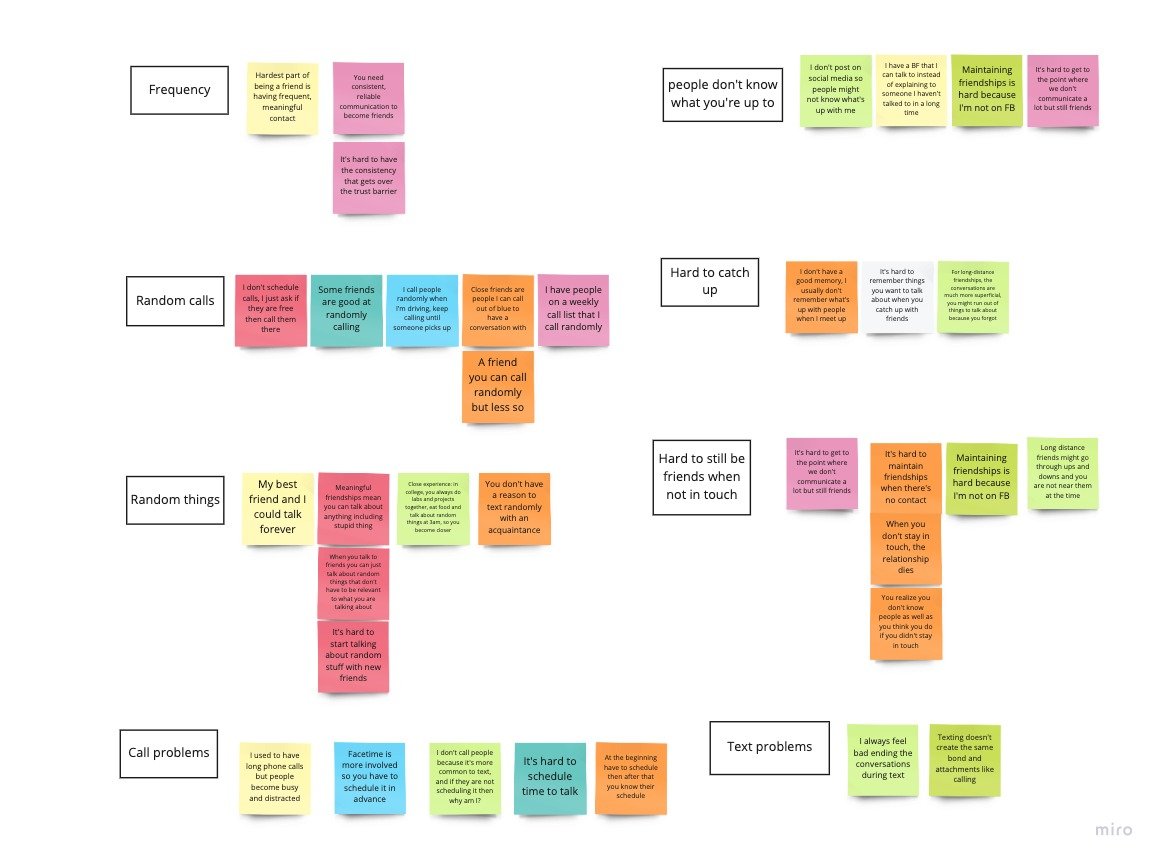 Frequency
Hardest part of
being a friend is
having frequent,
meaningful
contact
You need
consistent,
reliable
communication to
become friends
It's hard to have
the consistency
that gets over
the trust barrier
people don't know
what you're up to
I don't post on
social media so
people might
not know what's
up with me
I have a BF that I
can talk to instead
of explaining to
someone I haven't
talked to in a long
time
Maintaining
friendships is
hard because
I'm not on FB
It's hard to get to
the point where
we don't
communicate a
lot but still friends
Random calls
I don't schedule
calls, I just ask if
they are free
then call them
there
Some friends
are good at
randomly
calling
I call people
randomly when
I'm driving, keep
calling until
someone picks up
Close friends are
people I can call
out of blue to
have a
conversation with
I have people
on a weekly
call list that I
call randomly
A friend
you can call
randomly
but less so
Hard to catch
up
I don't have a
good memory, I
usually don't
remember what's
up with people
when I meet up
It's hard to
remember things
you want to talk
about when you
catch up with
friends
For long-distance
friendships, the
conversations are
much more superficial,
you might run out of
things to talk about
because you forgot
Random things
My best
friend and I
could talk
forever
Meaningful
friendships mean
you can talk about
anything including
stupid thing
Close experience: in
college, you always do
labs and projects
together, eat food and
talk about random
things at 3am, so you
become closer
You don't have
a reason to
text randomly
with an
acquaintance
When you talk to
friends you can just
talk about random
things that don't
have to be relevant
to what you are
talking about
It's hard to
start talking
about random
stuff with new
friends
Hard to still be
friends when
not in touch
It's hard to get to
the point where
we don't
communicate a
lot but still friends
It's hard to
maintain
friendships
when there's
no contact
Maintaining
friendships is
hard because
I'm not on FB
Long distance
friends might go
through ups and
downs and you
are not near them
at the time
When you
don't stay in
touch, the
relationship
dies
You realize you
don't know
people as well as
you think you do
if you didn't stay
in touch
Call problems
I used to have
long phone calls
but people
become busy
and distracted
Facetime is
more involved
so you have to
schedule it in
advance
I don't call people
because it's more
common to text,
and if they are not
scheduling it then
why am I?
It's hard to
schedule
time to talk
At the beginning
have to schedule
then after that
you know their
schedule
Text problems
I always feel
bad ending the
conversations
during text
Texting doesn't
create the same
bond and
attachments like
calling
miro